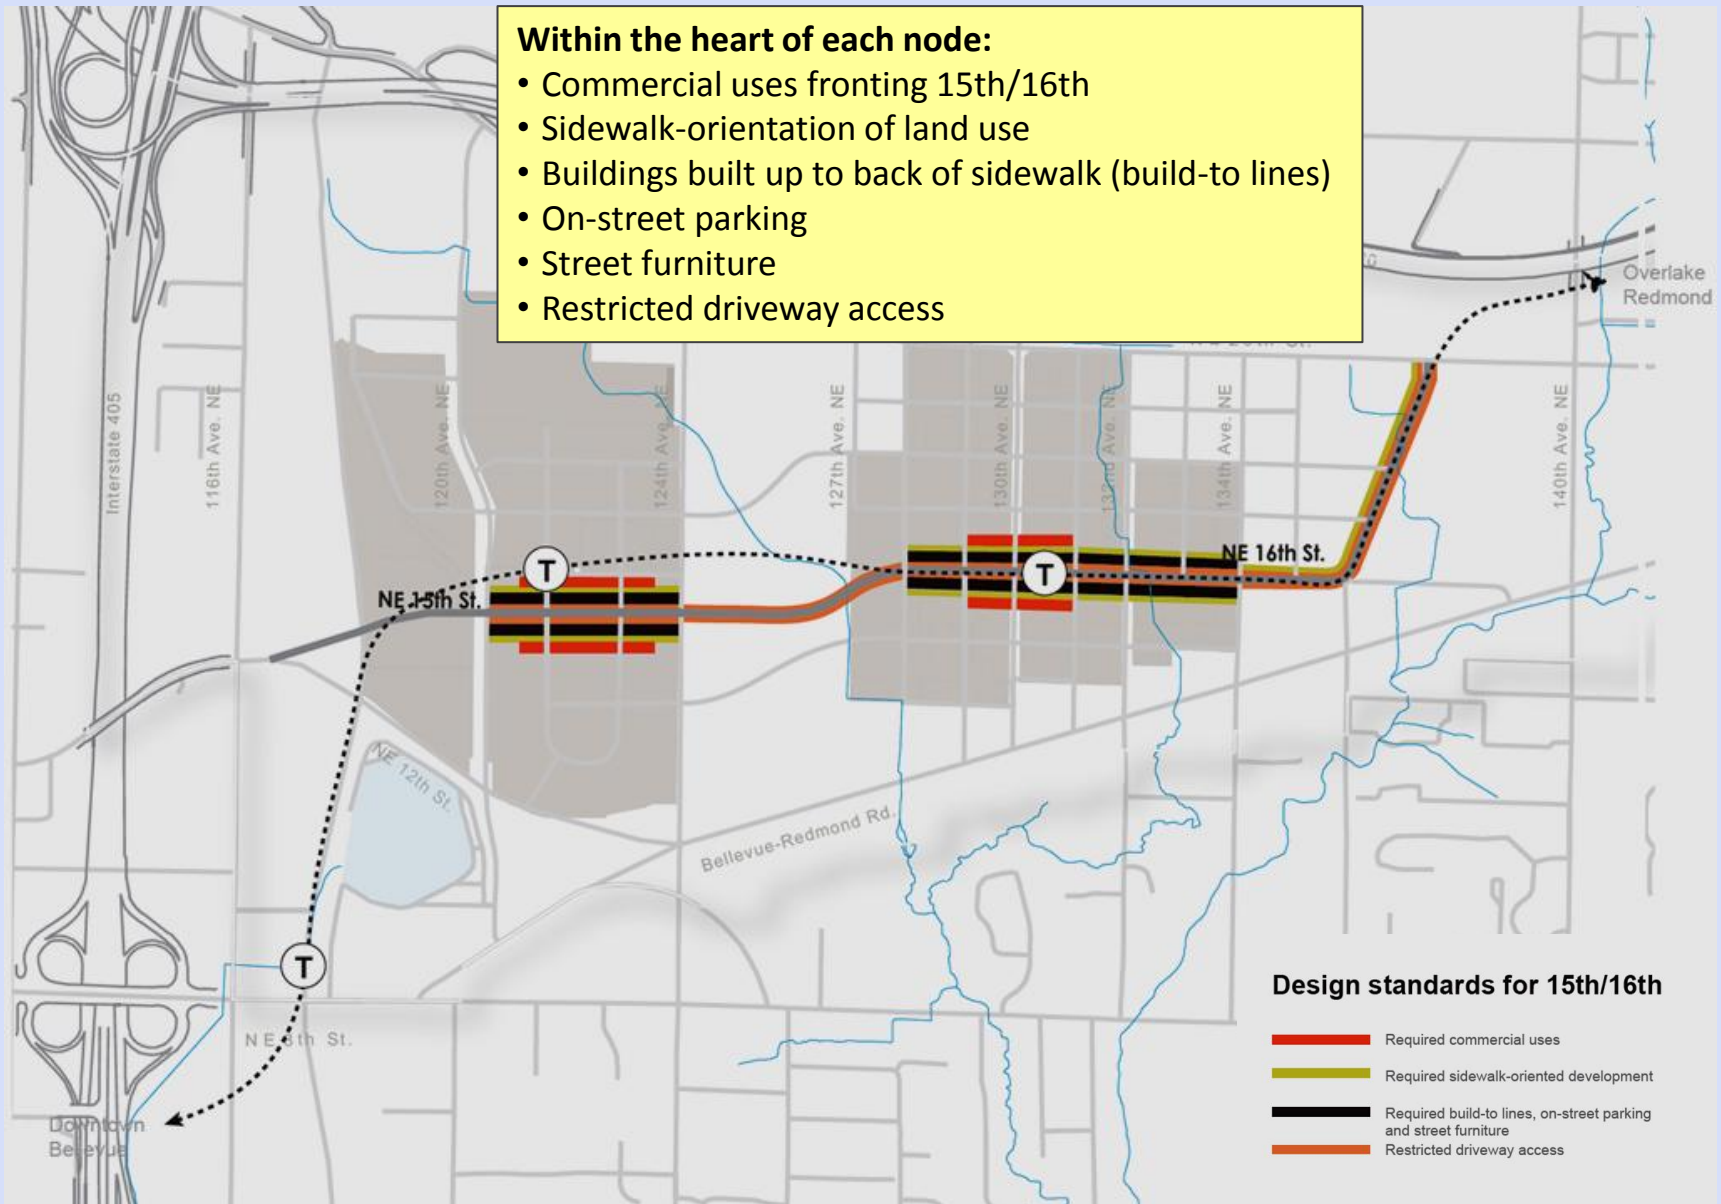 Within the heart of each node:
• Commercial uses fronting 15th/16th
• Sidewalk-orientation of land use
• Buildings built up to back of sidewalk (build-to lines)
• On-street parking
• Street furniture
• Restricted driveway access
Overlake
Redmond
Interstate 405
116th Ave. NE
120th Ave. NE
124th Ave. NE
127th Ave. NE
130th Ave. NE
132nd Ave. NE
134th Ave. NE
140th Ave. NE
T
T
NE 16th St.
NE 15th St.
NE 12th St.
Bellevue-Redmond Rd.
T
NE 8th St.
Downtown
Bellevue
Design standards for 15th/16th
Required commercial uses
Required sidewalk-oriented development
Required build-to lines, on-street parking
and street furniture
Restricted driveway access